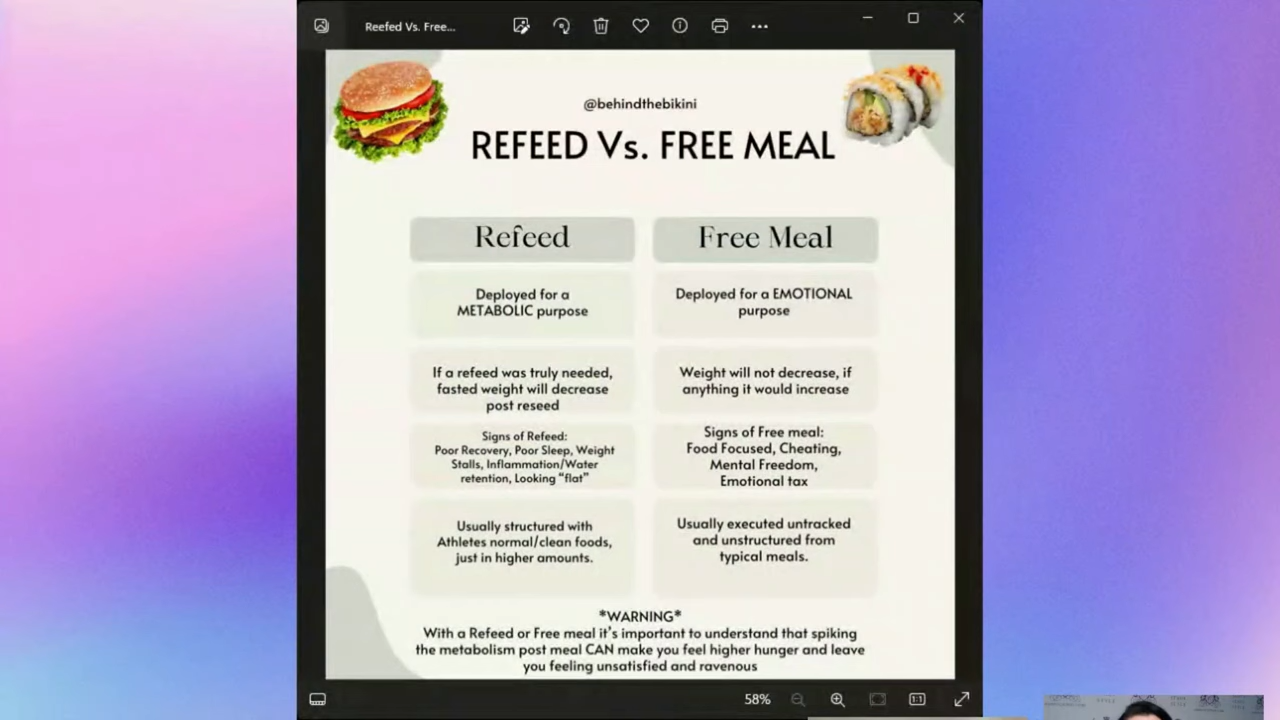 Reefed Vs. Free...
@behindthebikini
REFEED Vs. FREE MEAL
Refeed
Free Meal
Deployed for a
METABOLIC purpose
Deployed for a EMOTIONAL
purpose
If a refeed was truly needed,
fasted weight will decrease
post reseed
Weight will not decrease, if
anything it would increase
Signs of Refeed:
Poor Recovery, Poor Sleep, Weight
Stalls, Inflammation/Water
retention, Looking “flat”
Signs of Free meal:
Food Focused, Cheating,
Mental Freedom,
Emotional tax
Usually structured with
Athletes normal/clean foods,
just in higher amounts.
Usually executed untracked
and unstructured from
typical meals.
*WARNING*
With a Refeed or Free meal it's important to understand that spiking
the metabolism post meal CAN make you feel higher hunger and leave
you feeling unsatisfied and ravenous
58%
1:1